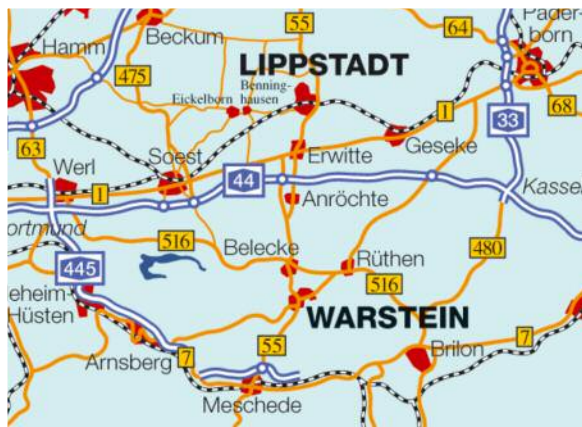 55
64
Pader-
born
Hamm
Beckum
475
LIPPSTADT
Benning-
hausen
Eickelborn
1
33
68
63
Geseke
Erwitte
Werl
Soest
44
1
Anröchte
Kassel
ortmund
516
Belecke
Rüthen
480
445
516
eheim-
Hüsten
WARSTEIN
7
55
Arnsberg
7
Brilon
Meschede